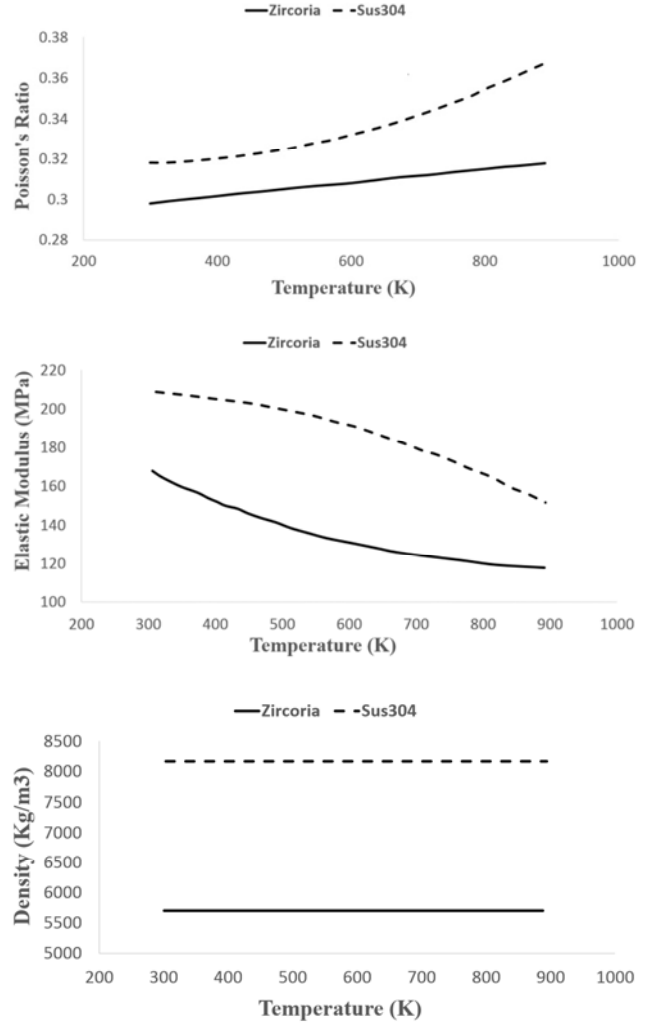 Zircoria Sus304
0.38
0.36
0.34
0.32
0.3
0.28
Poisson's Ratio
200 400 600 800 1000
Temperature (K)
Zircoria Sus304
220
200
180
160
140
120
100
Elastic Modulus (MPa)
200 300 400 500 600 700 800 900 1000
Temperature (K)
Zircoria Sus304
8500
8000
7500
7000
6500
6000
5500
5000
Density (Kg/m3)
200 300 400 500 600 700 800 900 1000
Temperature (K)